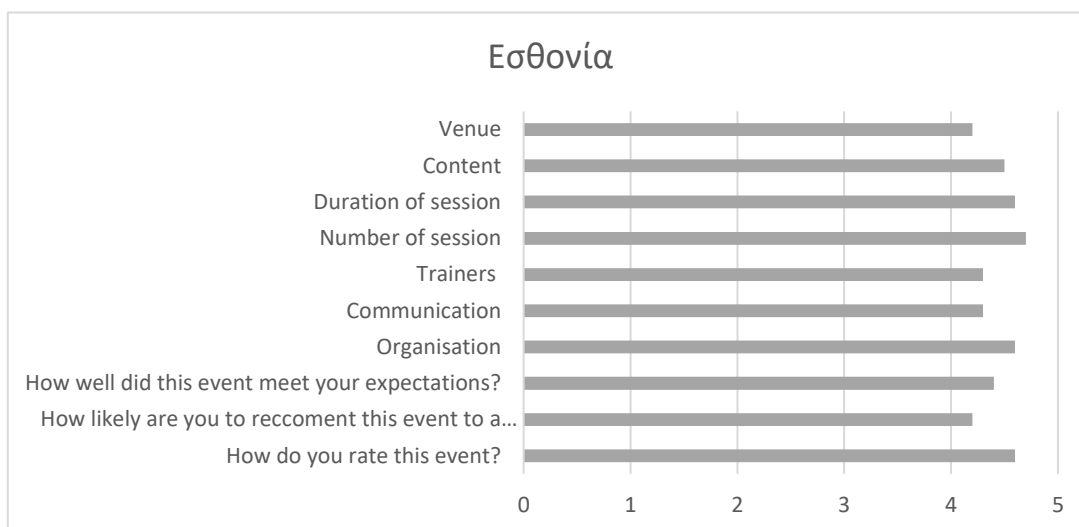 Εσθονία
Venue
Content
Duration of session
Number of session
Trainers
Communication
Organisation
How well did this event meet your expectations?
How likely are you to reccoment this event to a...
How do you rate this event?
0 1 2 3 4 5